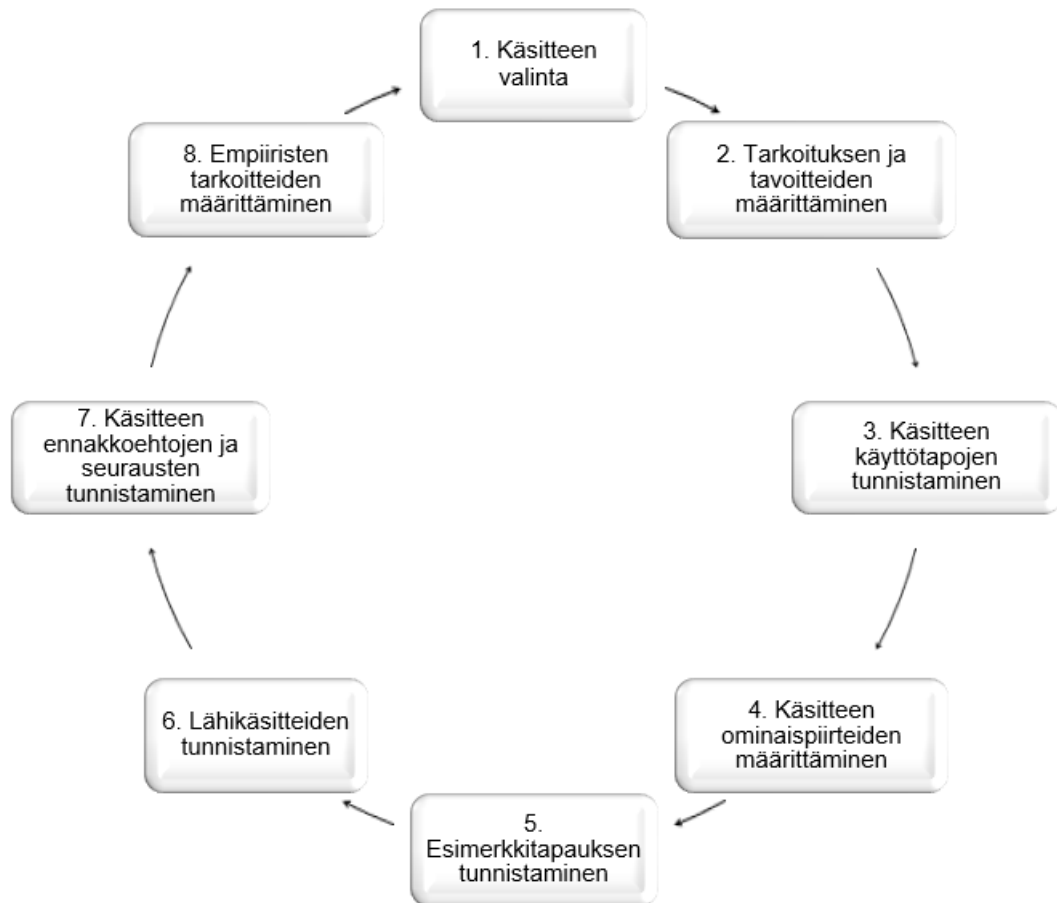 1. Käsitteen
valinta
2. Tarkoituksen ja
tavoitteiden
määrittäminen
3. Käsitteen
käyttötapojen
tunnistaminen
4. Käsitteen
ominaispiirteiden
määrittäminen
5.
Esimerkkitapauksen
tunnistaminen
6. Lähikäsitteiden
tunnistaminen
7. Käsitteen
ennakkoehtojen ja
seurausten
tunnistaminen
8. Empiiristen
tarkoitteiden
määrittäminen